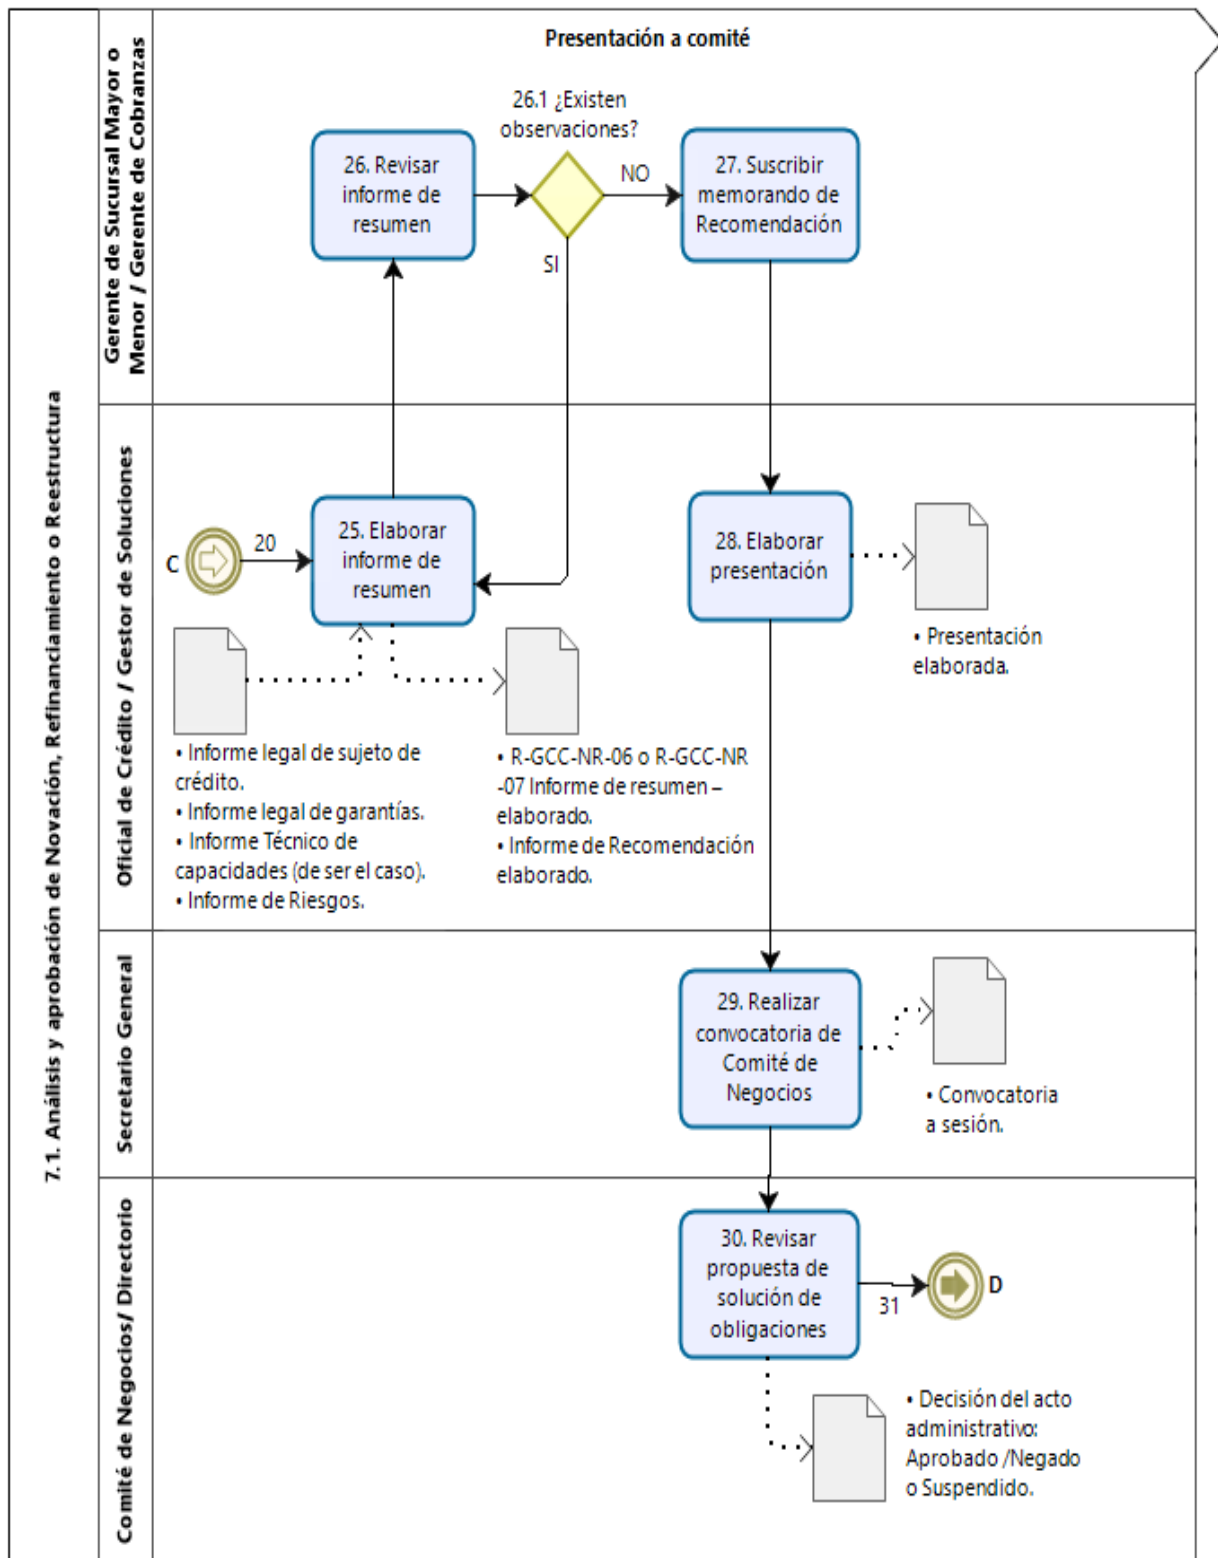 7.1. Análisis y aprobación de Novación, Refinanciamiento o Reestructura
Presentación a comité
Gerente de Sucursal Mayor o
Menor / Gerente de Cobranzas
26.1 ¿Existen
observaciones?
26. Revisar
informe de
resumen
NO
SI
27. Suscribir
memorando de
Recomendación
Oficial de Crédito / Gestor de Soluciones
C
20
25. Elaborar
informe de
resumen
28. Elaborar
presentación
• Presentación
elaborada.
• Informe legal de sujeto de
crédito.
• Informe legal de garantías.
• Informe Técnico de
capacidades (de ser el caso).
• Informe de Riesgos.
• R-GCC-NR-06 o R-GCC-NR
-07 Informe de resumen –
elaborado.
• Informe de Recomendación
elaborado.
Secretario General
29. Realizar
convocatoria de
Comité de
Negocios
• Convocatoria
a sesión.
Comité de Negocios/ Directorio
30. Revisar
propuesta de
solución de
obligaciones
31
D
• Decisión del acto
administrativo:
Aprobado /Negado
o Suspendido.